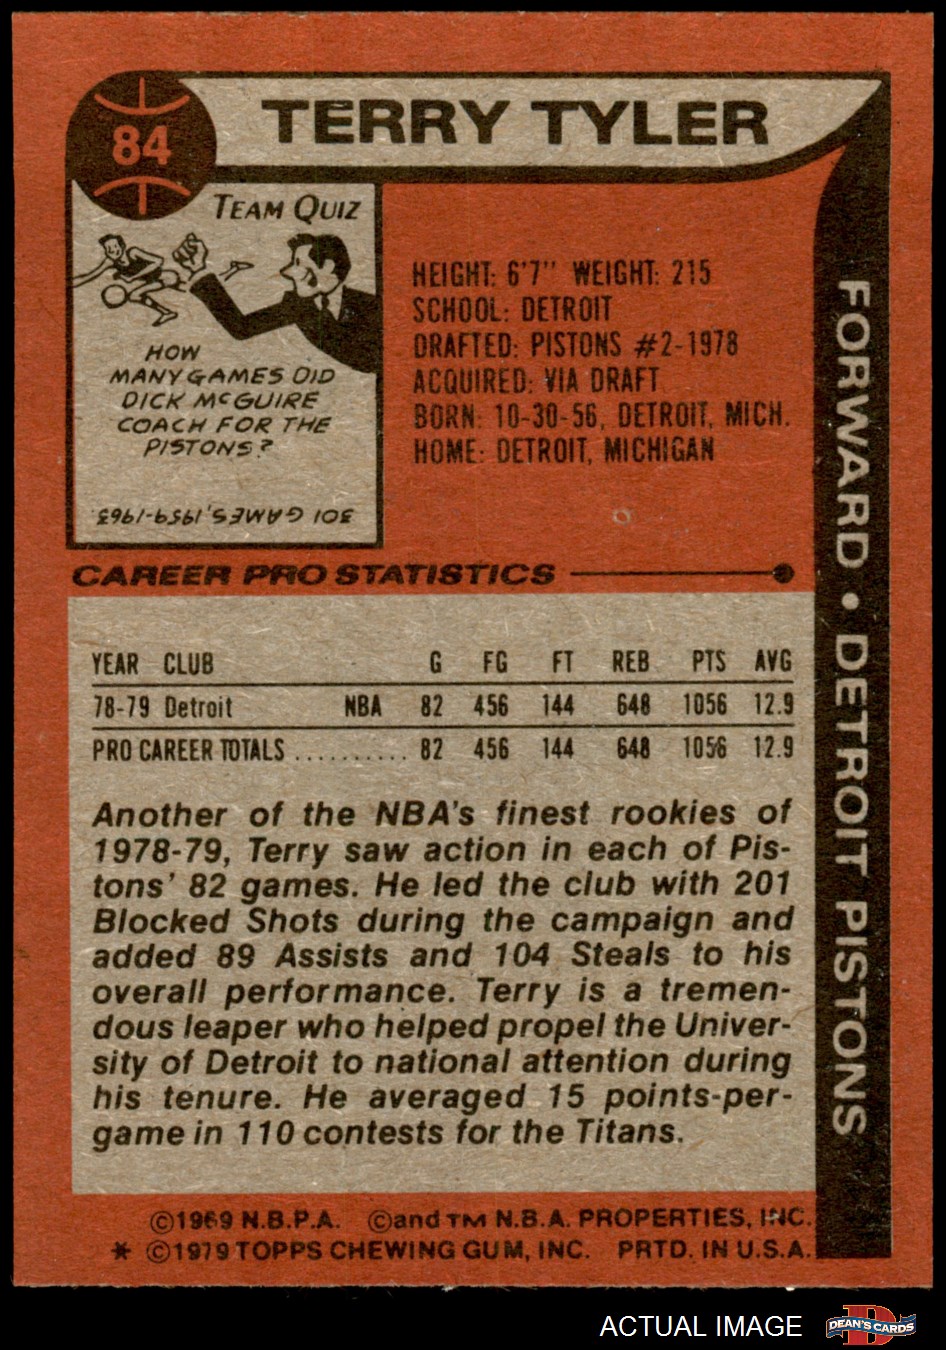 84
TERRY TYLER
TEAM QUIZ
HOW
MANY GAMES DID
DICK McGUIRE
COACH FOR THE
PISTONS?
301 GAMES, 1959-1963
HEIGHT: 6'7" WEIGHT: 215
SCHOOL: DETROIT
DRAFTED: PISTONS #2-1978
ACQUIRED: VIA DRAFT
BORN: 10-30-56, DETROIT, MICH.
HOME: DETROIT, MICHIGAN
FORWARD • DETROIT PISTONS
CAREER PRO STATISTICS
YEAR CLUB G FG FT REB PTS AVG
78-79 Detroit NBA 82 456 144 648 1056 12.9
PRO CAREER TOTALS .......... 82 456 144 648 1056 12.9
Another of the NBA's finest rookies of
1978-79, Terry saw action in each of Pis-
tons' 82 games. He led the club with 201
Blocked Shots during the campaign and
added 89 Assists and 104 Steals to his
overall performance. Terry is a tremen-
dous leaper who helped propel the Univer-
sity of Detroit to national attention during
his tenure. He averaged 15 points-per-
game in 110 contests for the Titans.
©1969 N.B.P.A. ©and TM N.B.A. PROPERTIES, INC.
* ©1979 TOPPS CHEWING GUM, INC. PRTD. IN U.S.A.
ACTUAL IMAGE
D
DEAN'S CARDS